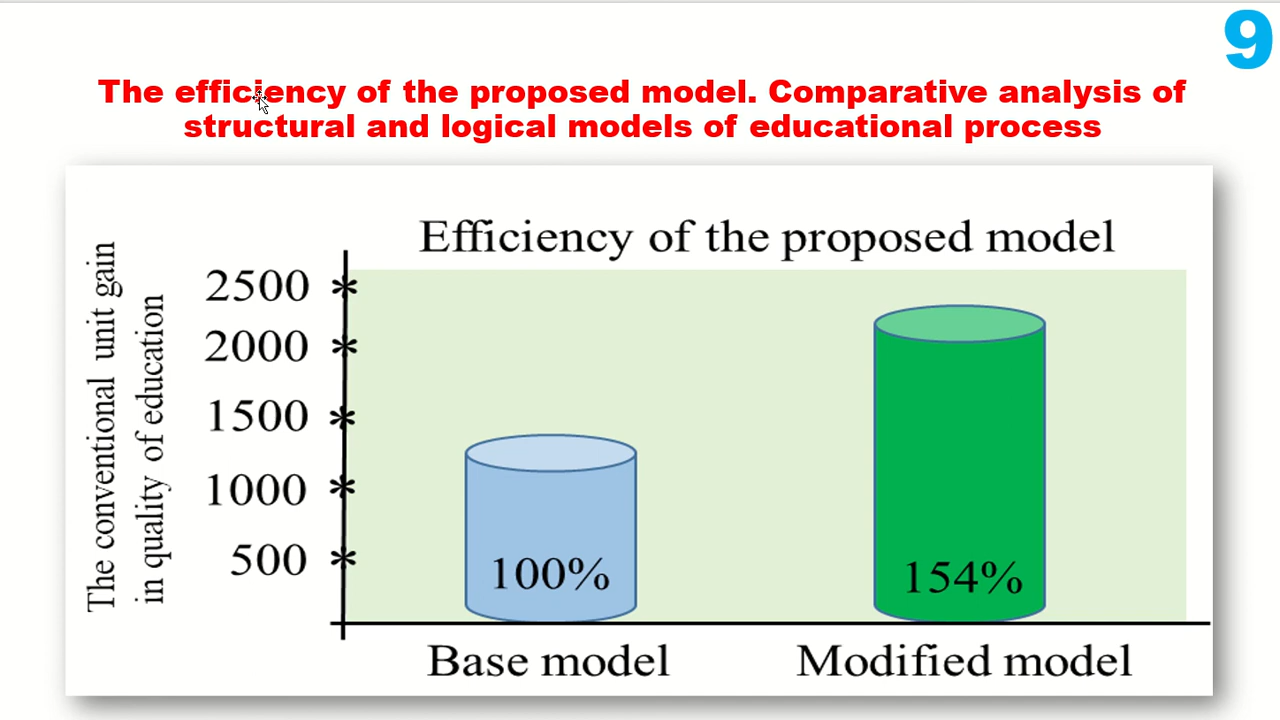 9
The efficiency of the proposed model. Comparative analysis of
structural and logical models of educational process
Efficiency of the proposed model
The conventional unit gain
in quality of education
2500
2000
1500
1000
500
100%
154%
Base model
Modified model